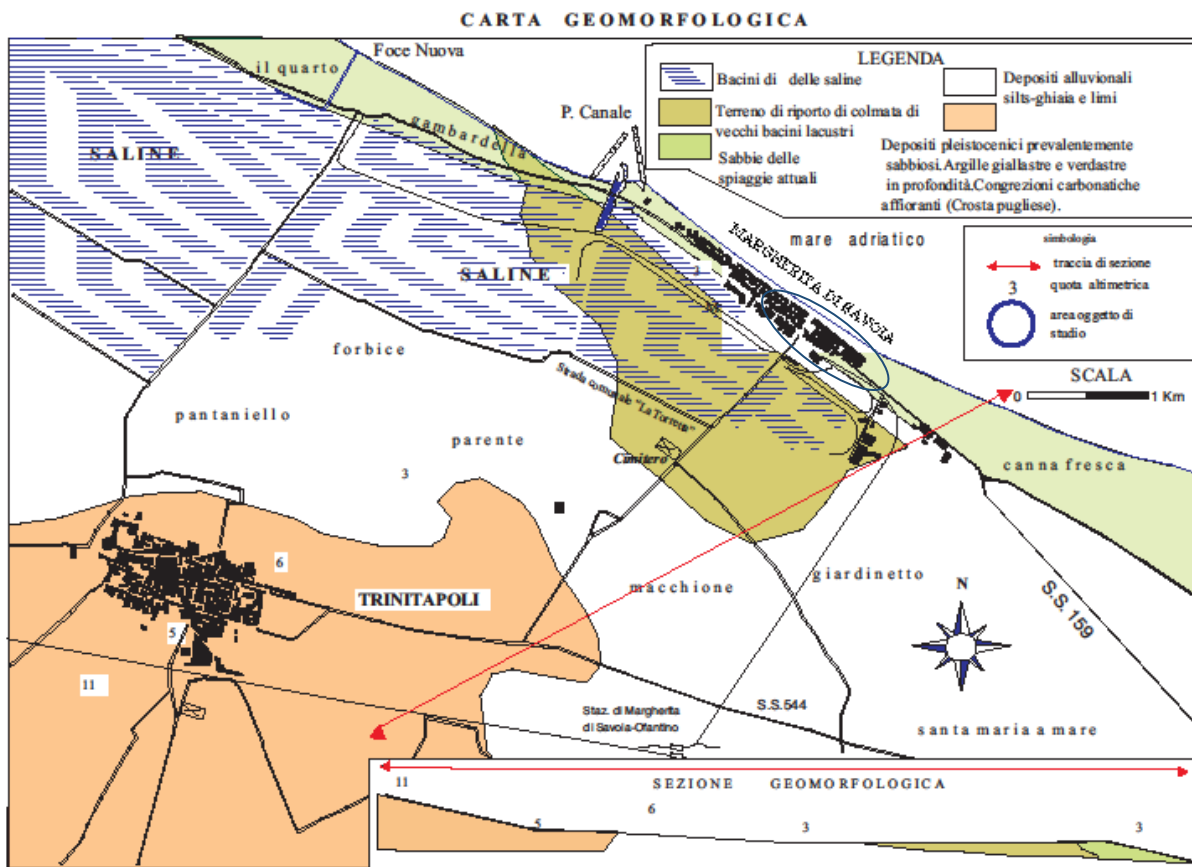 CARTA GEOMORFOLOGICA
Foce Nuova
il quarto
gambardella
P. Canale
SALINE
LEGENDA
Bacini di delle saline
Terreno di riporto di colmata di
vecchi bacini lacustri
Sabbie delle
spiaggie attuali
Depositi alluvionali
silts-ghiaia e limi
Depositi pleistocenici prevalentemente
sabbiosi.Argille giallastre e verdastre
in profondità.Congrezioni carbonatiche
affioranti (Crosta pugliese).
MARGHERITA DI SAVOIA
mare adriatico
simbologia
traccia di sezione
3 quota altimetrica
area oggetto di
studio
SCALA
0 1 Km
SALINE
3
forbice
pantaniello
parente
3
Strada comunale "La Torretta"
Cimitero
canna fresca
6
TRINITAPOLI
5
11
macchione
giardinetto
N
S.S. 159
S.S.544
Staz. di Margherita
di Savoia-Ofantino
santa maria a mare
SEZIONE GEOMORFOLOGICA
11
5
6
3
3